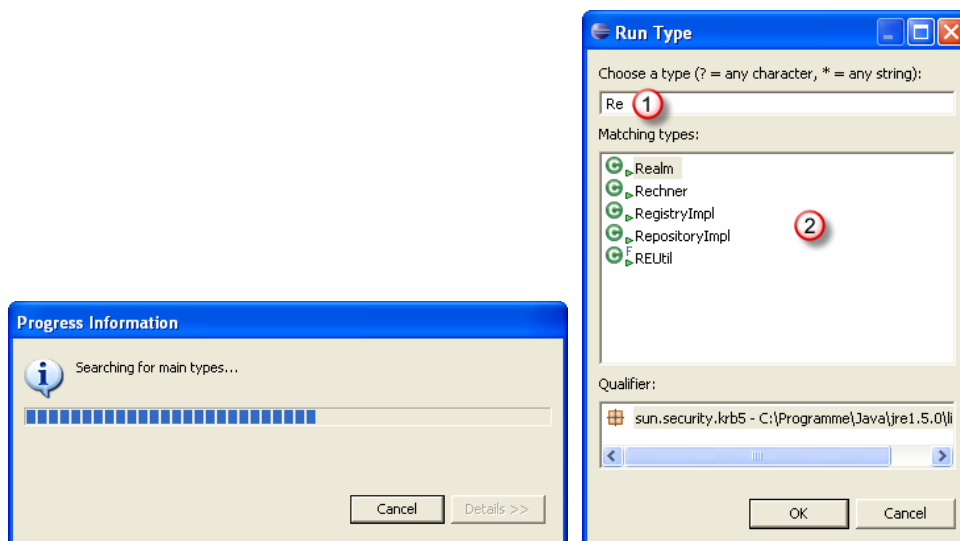 Progress Information
Searching for main types...
Cancel
Details >>
Run Type
Choose a type (? = any character, * = any string):
Re
1
Matching types:
Realm
Rechner
RegistryImpl
RepositoryImpl
REUtil
2
Qualifier:
sun.security.krb5 - C:\Programme\Java\jre1.5.0\li
OK
Cancel